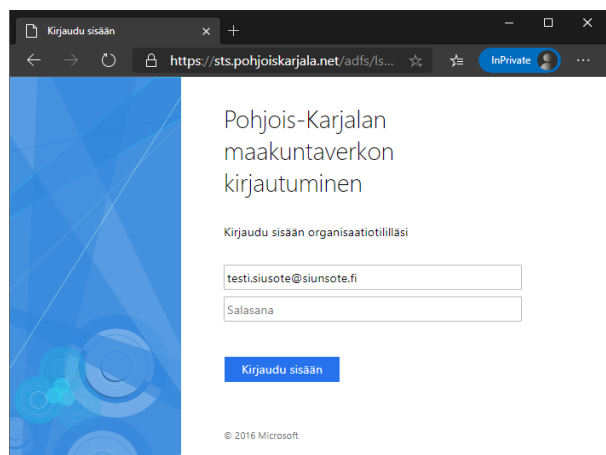 Kirjaudu sisään
https://sts.pohjoiskarjala.net/adfs/ls...
InPrivate
Pohjois-Karjalan
maakuntaverkon
kirjautuminen
Kirjaudu sisään organisaatiotililläsi
testi.siusote@siunsote.fi
Salasana
Kirjaudu sisään
© 2016 Microsoft